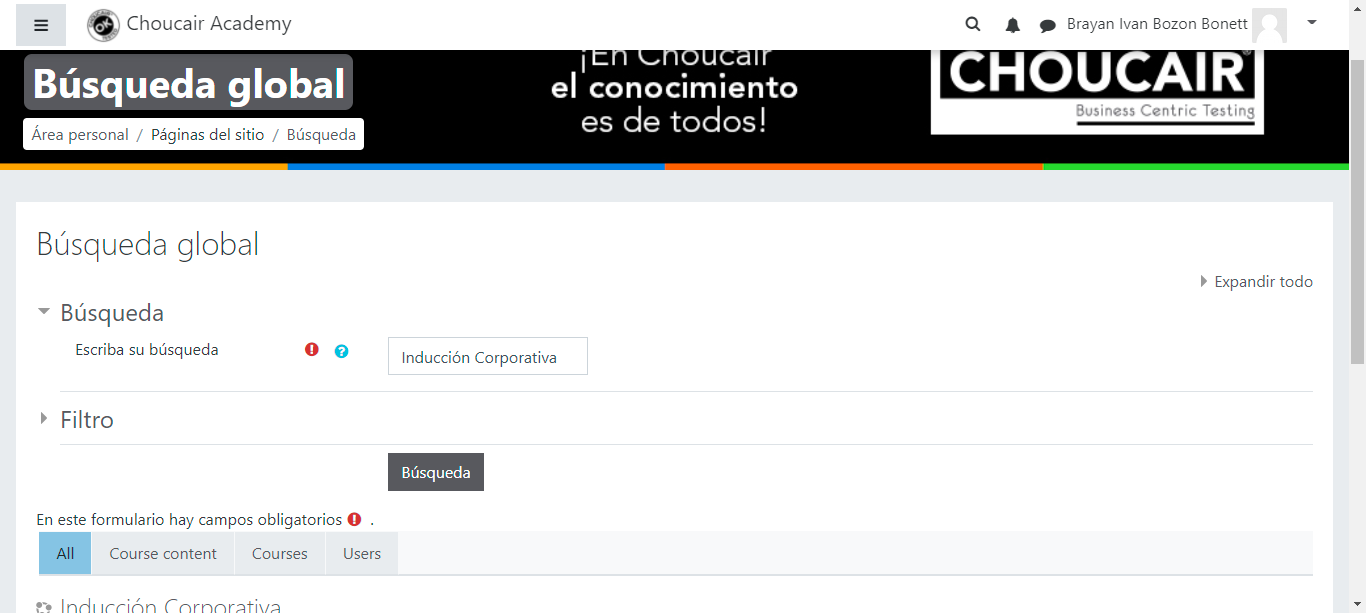 Choucair Academy
Brayan Ivan Bozon Bonett
Búsqueda global
Área personal / Páginas del sitio / Búsqueda
¡En Choucair
el conocimiento
es de todos!
CHOUCAIR
Business Centric Testing
Búsqueda global
Expandir todo
Búsqueda
Escriba su búsqueda
Inducción Corporativa
Filtro
Búsqueda
En este formulario hay campos obligatorios .
All
Course content
Courses
Users
Inducción Corporativa